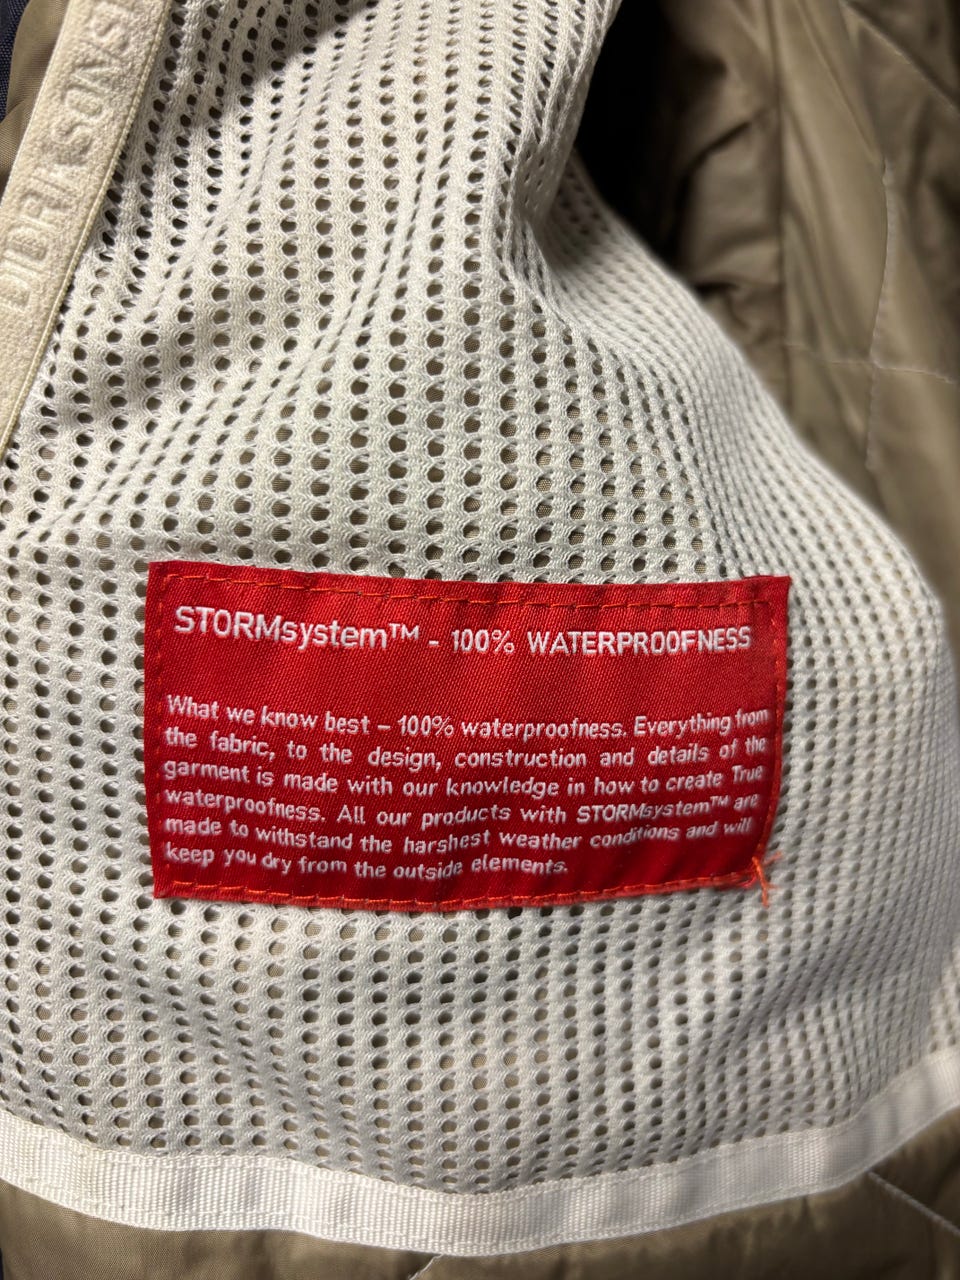 DIDRIKSONS
STORMsystem™ - 100% WATERPROOFNESS
What we know best – 100% waterproofness. Everything from
the fabric, to the design, construction and details of the
garment is made with our knowledge in how to create True
waterproofness. All our products with STORMsystem™ are
made to withstand the harshest weather conditions and will
keep you dry from the outside elements.